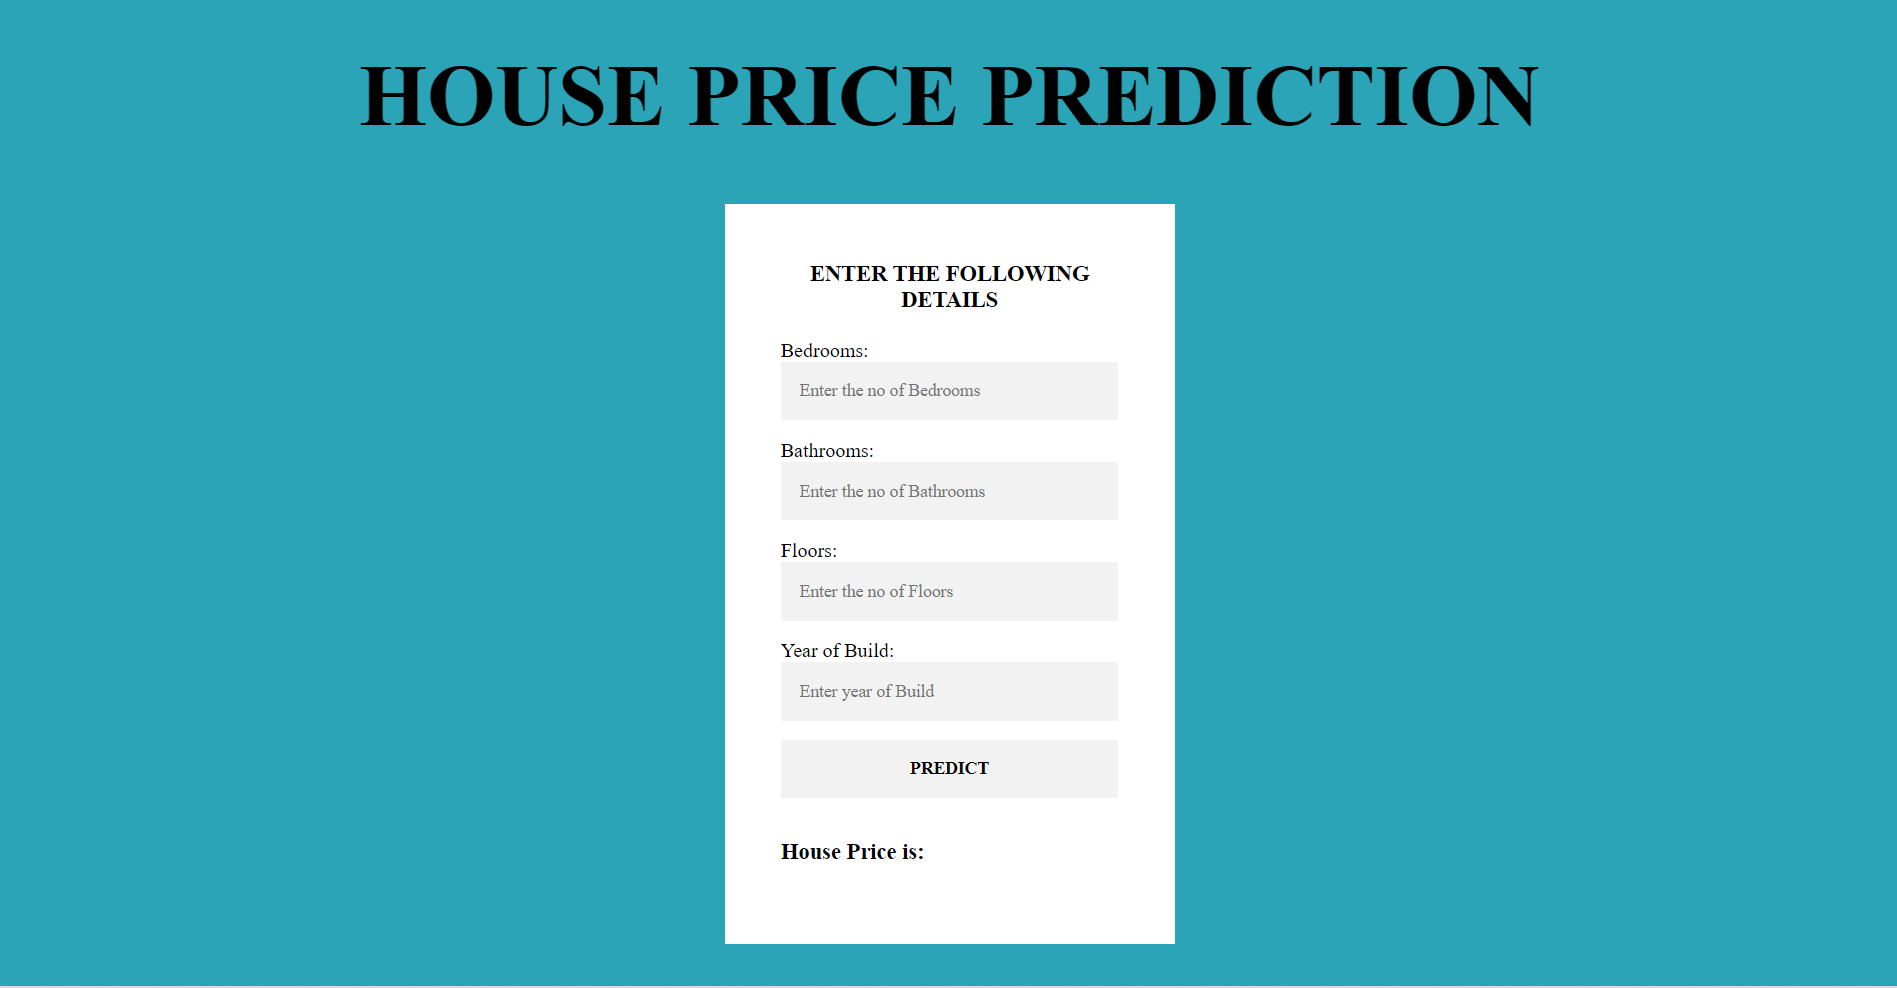 HOUSE PRICE PREDICTION
ENTER THE FOLLOWING
DETAILS
Bedrooms:
Enter the no of Bedrooms
Bathrooms:
Enter the no of Bathrooms
Floors:
Enter the no of Floors
Year of Build:
Enter year of Build
PREDICT
House Price is: